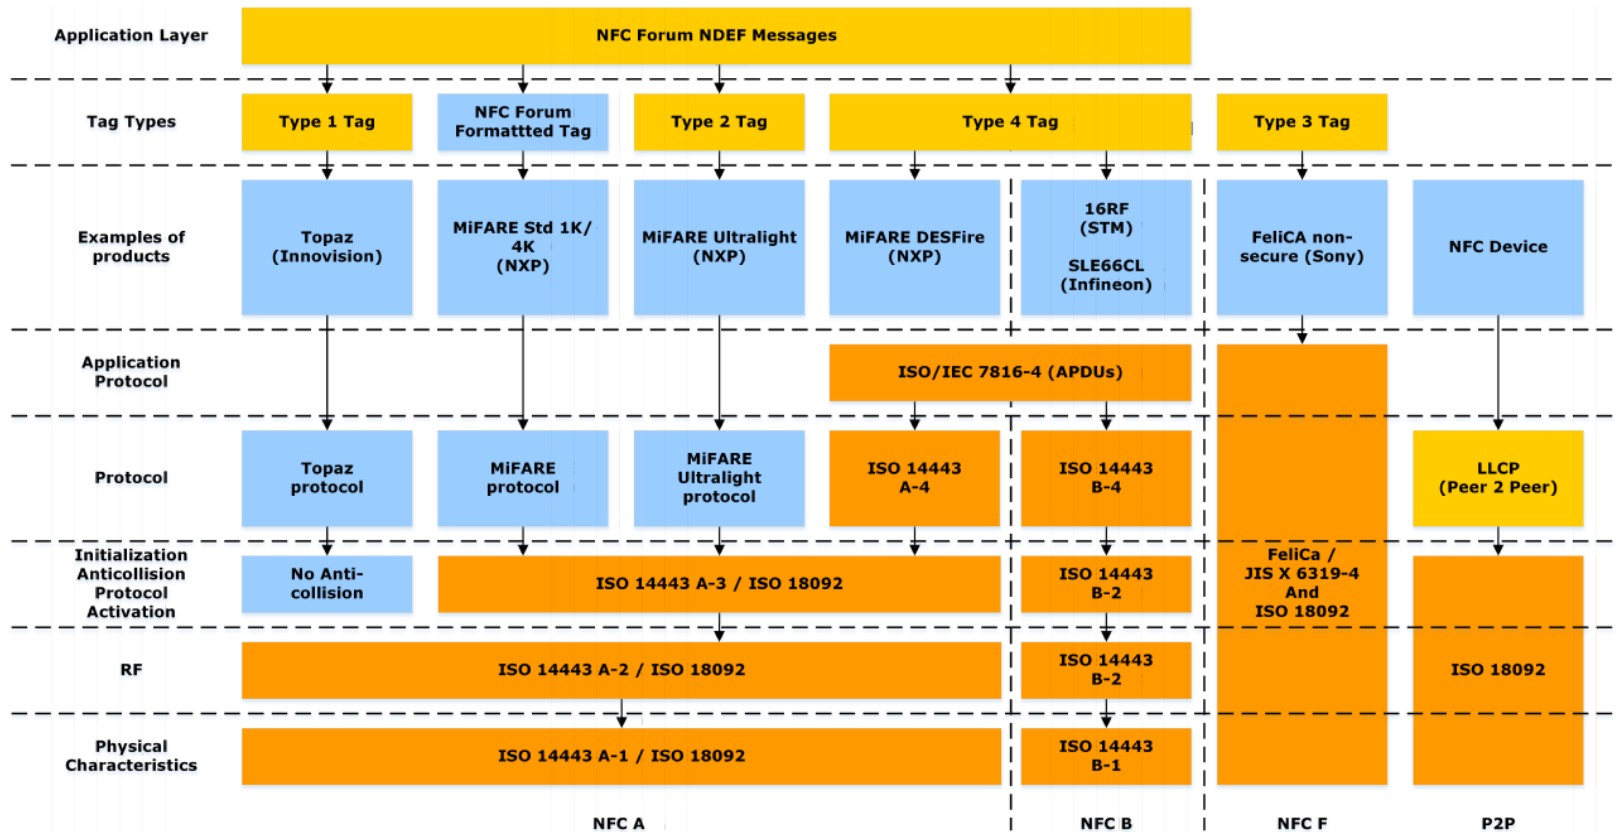 Application Layer
NFC Forum NDEF Messages
Tag Types
Type 1 Tag
NFC Forum
Formattted Tag
Type 2 Tag
Type 4 Tag
Type 3 Tag
Examples of
products
Topaz
(Innovision)
MiFARE Std 1K/
4K
(NXP)
MiFARE Ultralight
(NXP)
MiFARE DESFire
(NXP)
16RF
(STM)
SLE66CL
(Infineon)
FeliCA non-
secure (Sony)
NFC Device
Application
Protocol
ISO/IEC 7816-4 (APDUs)
Protocol
Topaz
protocol
MiFARE
protocol
MiFARE
Ultralight
protocol
ISO 14443
A-4
ISO 14443
B-4
LLCP
(Peer 2 Peer)
Initialization
Anticollision
Protocol
Activation
No Anti-
collision
ISO 14443 A-3 / ISO 18092
ISO 14443
B-2
FeliCa /
JIS X 6319-4
And
ISO 18092
RF
ISO 14443 A-2 / ISO 18092
ISO 14443
B-2
ISO 18092
Physical
Characteristics
ISO 14443 A-1 / ISO 18092
ISO 14443
B-1
NFC A
NFC B
NFC F
P2P